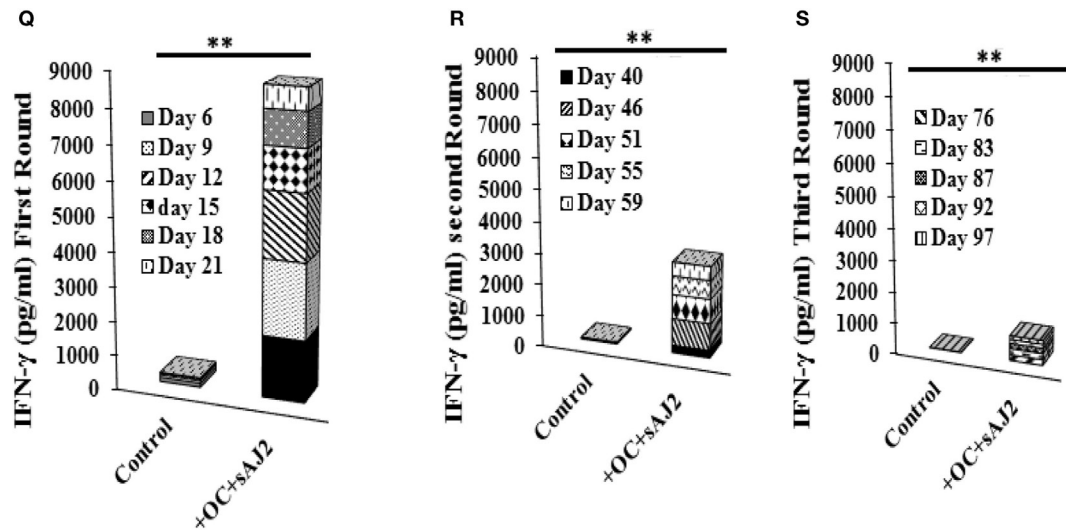 Q
**
IFN-γ (pg/ml) First Round
9000
8000
7000
6000
5000
4000
3000
2000
1000
0
Day 6
Day 9
Day 12
day 15
Day 18
Day 21
Control
+OC+sAJ2
R
**
IFN-γ (pg/ml) second Round
9000
8000
7000
6000
5000
4000
3000
2000
1000
0
Day 40
Day 46
Day 51
Day 55
Day 59
Control
+OC+sAJ2
S
**
IFN-γ (pg/ml) Third Round
9000
8000
7000
6000
5000
4000
3000
2000
1000
0
Day 76
Day 83
Day 87
Day 92
Day 97
Control
+OC+sAJ2